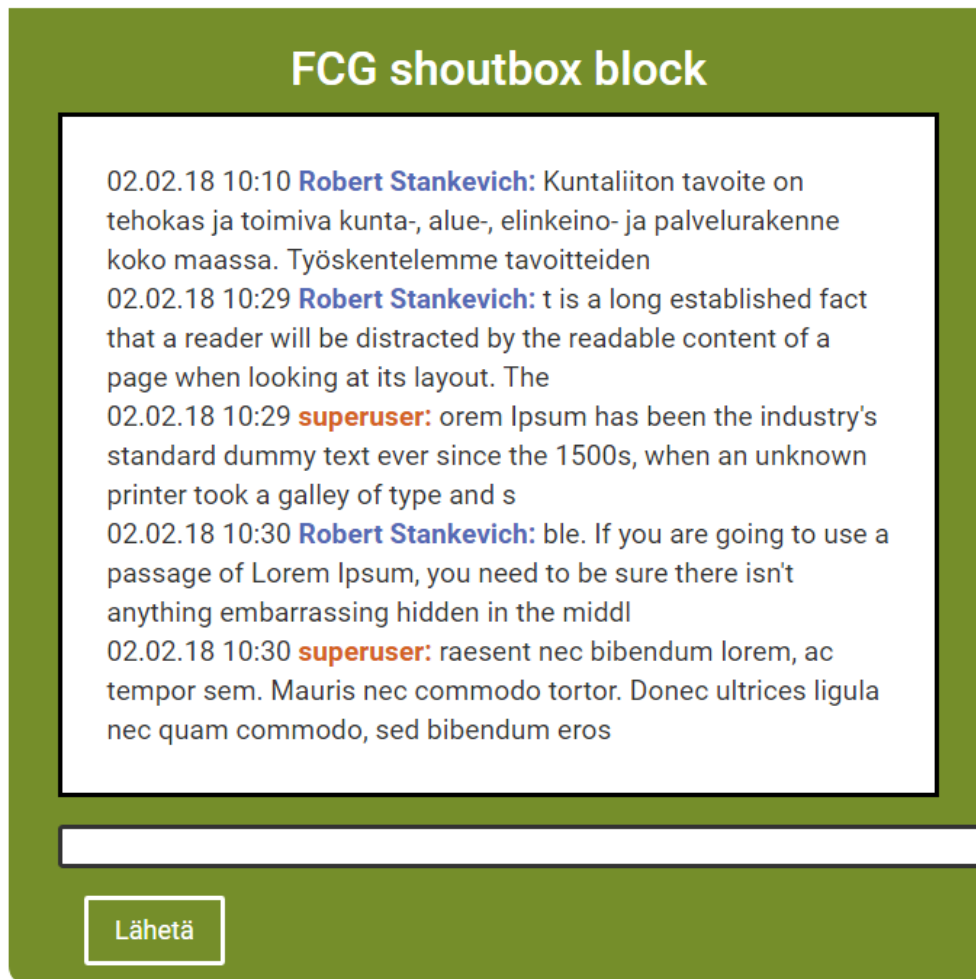 FCG shoutbox block
02.02.18 10:10 Robert Stankevich: Kuntaliiton tavoite on
tehokas ja toimiva kunta-, alue-, elinkeino- ja palvelurakenne
koko maassa. Työskentelemme tavoitteiden
02.02.18 10:29 Robert Stankevich: t is a long established fact
that a reader will be distracted by the readable content of a
page when looking at its layout. The
02.02.18 10:29 superuser: orem Ipsum has been the industry's
standard dummy text ever since the 1500s, when an unknown
printer took a galley of type and s
02.02.18 10:30 Robert Stankevich: ble. If you are going to use a
passage of Lorem Ipsum, you need to be sure there isn't
anything embarrassing hidden in the middl
02.02.18 10:30 superuser: raesent nec bibendum lorem, ac
tempor sem. Mauris nec commodo tortor. Donec ultrices ligula
nec quam commodo, sed bibendum eros
Lähetä